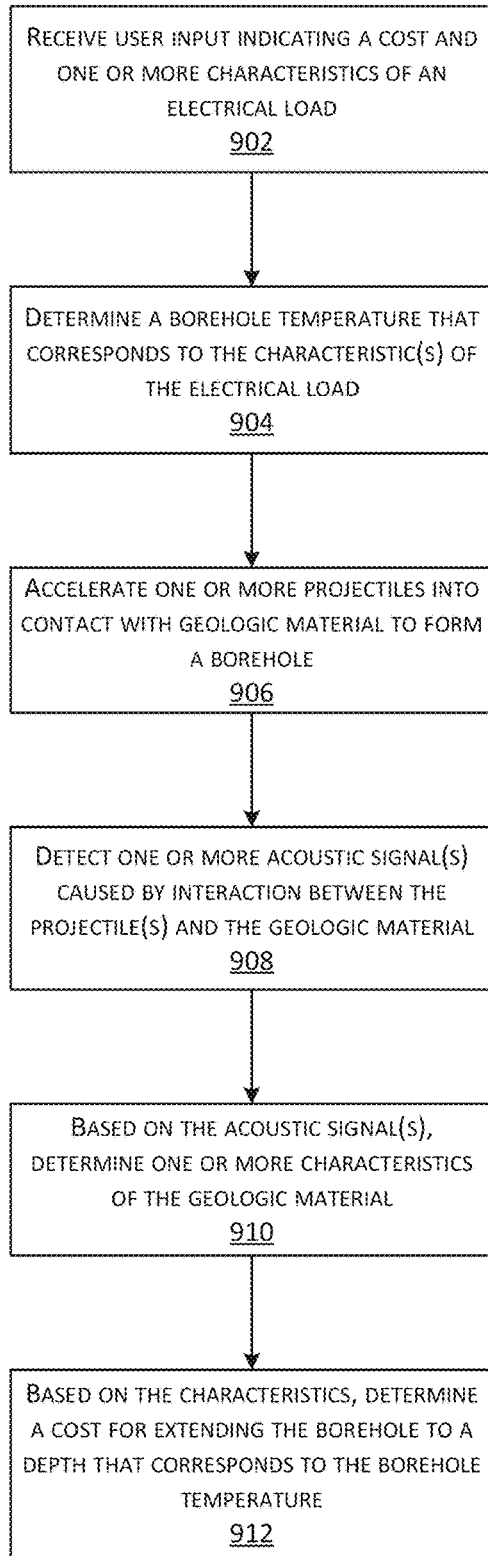 RECEIVE USER INPUT INDICATING A COST AND
ONE OR MORE CHARACTERISTICS OF AN
ELECTRICAL LOAD
902
DETERMINE A BOREHOLE TEMPERATURE THAT
CORRESPONDS TO THE CHARACTERISTIC(S) OF
THE ELECTRICAL LOAD
904
ACCELERATE ONE OR MORE PROJECTILES INTO
CONTACT WITH GEOLOGIC MATERIAL TO FORM
A BOREHOLE
906
DETECT ONE OR MORE ACOUSTIC SIGNAL(S)
CAUSED BY INTERACTION BETWEEN THE
PROJECTILE(S) AND THE GEOLOGIC MATERIAL
908
BASED ON THE ACOUSTIC SIGNAL(S),
DETERMINE ONE OR MORE CHARACTERISTICS
OF THE GEOLOGIC MATERIAL
910
BASED ON THE CHARACTERISTICS, DETERMINE
A COST FOR EXTENDING THE BOREHOLE TO A
DEPTH THAT CORRESPONDS TO THE BOREHOLE
TEMPERATURE
912